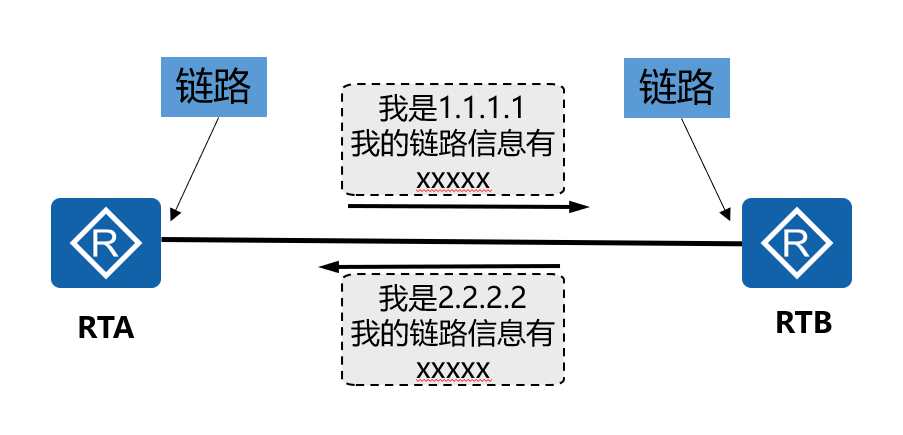 链路
链路
我是1.1.1.1
我的链路信息有
xxxxx
R
R
我是2.2.2.2
我的链路信息有
xxxxx
RTA
RTB